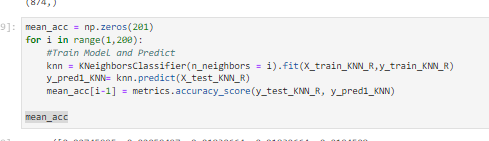 (874,)
9]:
mean_acc = np.zeros(201)
for i in range(1,200):
#Train Model and Predict
knn = KNeighborsClassifier(n_neighbors = i).fit(X_train_KNN_R,y_train_KNN_R)
y_pred1_KNN= knn.predict(X_test_KNN_R)
mean_acc[i-1] = metrics.accuracy_score(y_test_KNN_R, y_pred1_KNN)
mean_acc